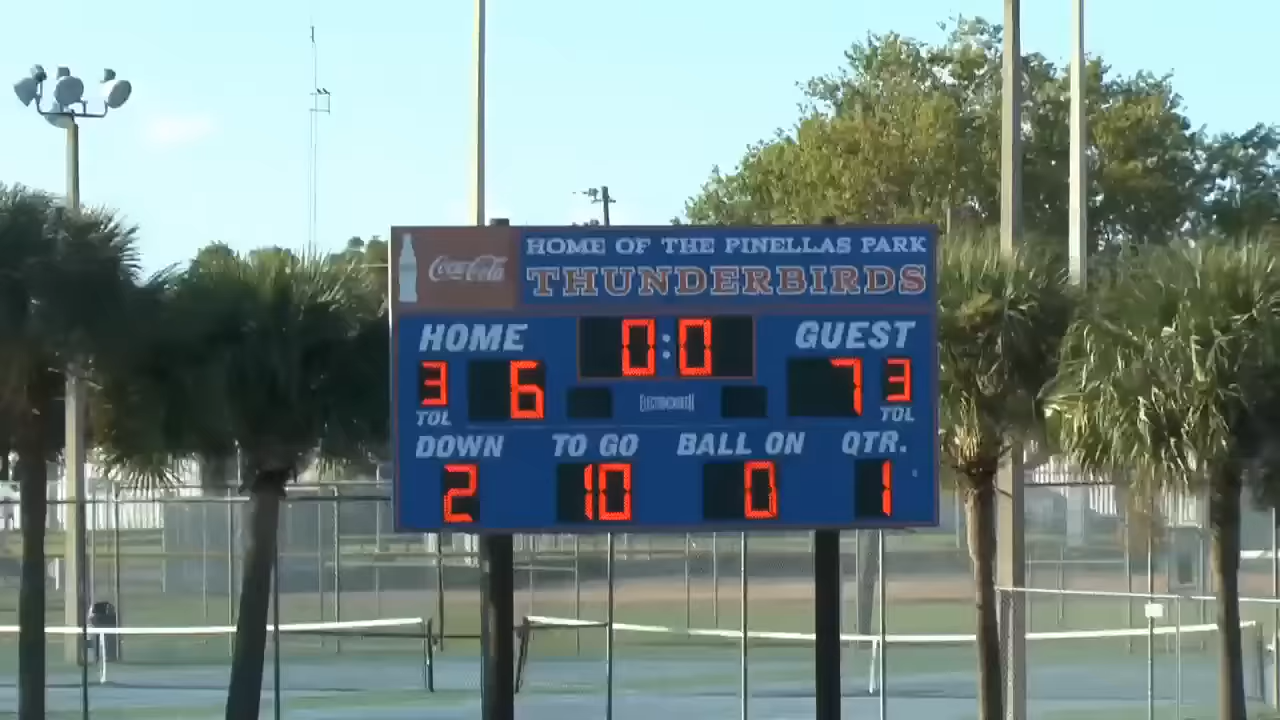 Coca-Cola
HOME OF THE PINELLAS PARK
THUNDERBIRDS
HOME 0:0 GUEST
3 6 7 3
TOL TOL
DOWN TO GO BALL ON QTR.
2 10 0 1